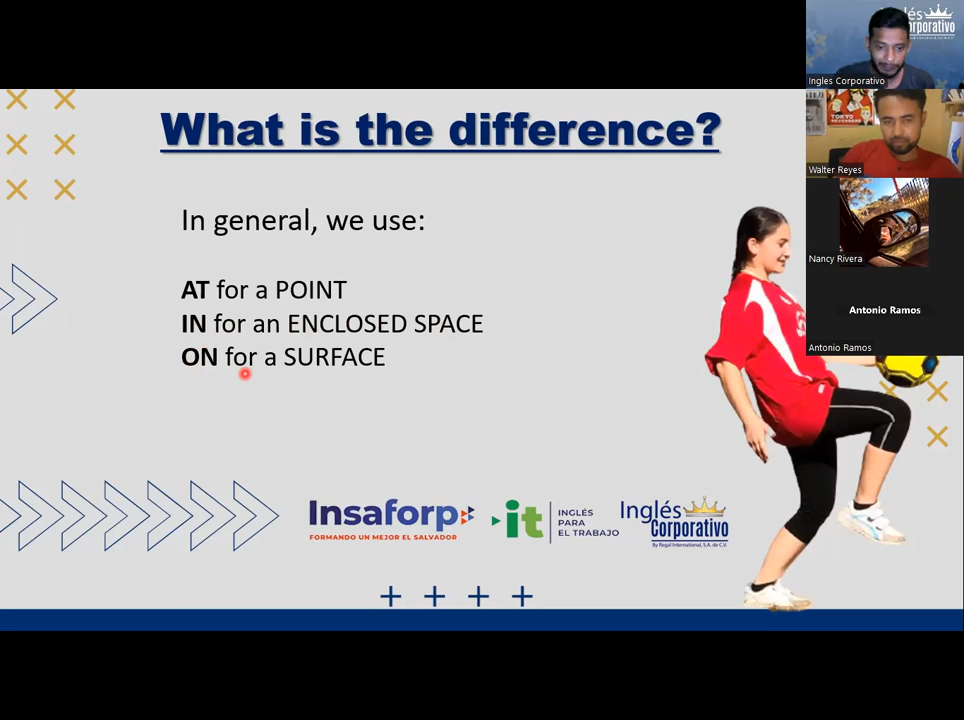 What is the difference?
In general, we use:
AT for a POINT
IN for an ENCLOSED SPACE
ON for a SURFACE
Insaforp
FORMANDO UN MEJOR EL SALVADOR
it
INGLÉS
PARA
EL TRABAJO
Inglés
Corporativo
By Regal International, S.A. de C.V.
Ingles Corporativo
TOKYO
Walter Reyes
Nancy Rivera
Antonio Ramos
Antonio Ramos